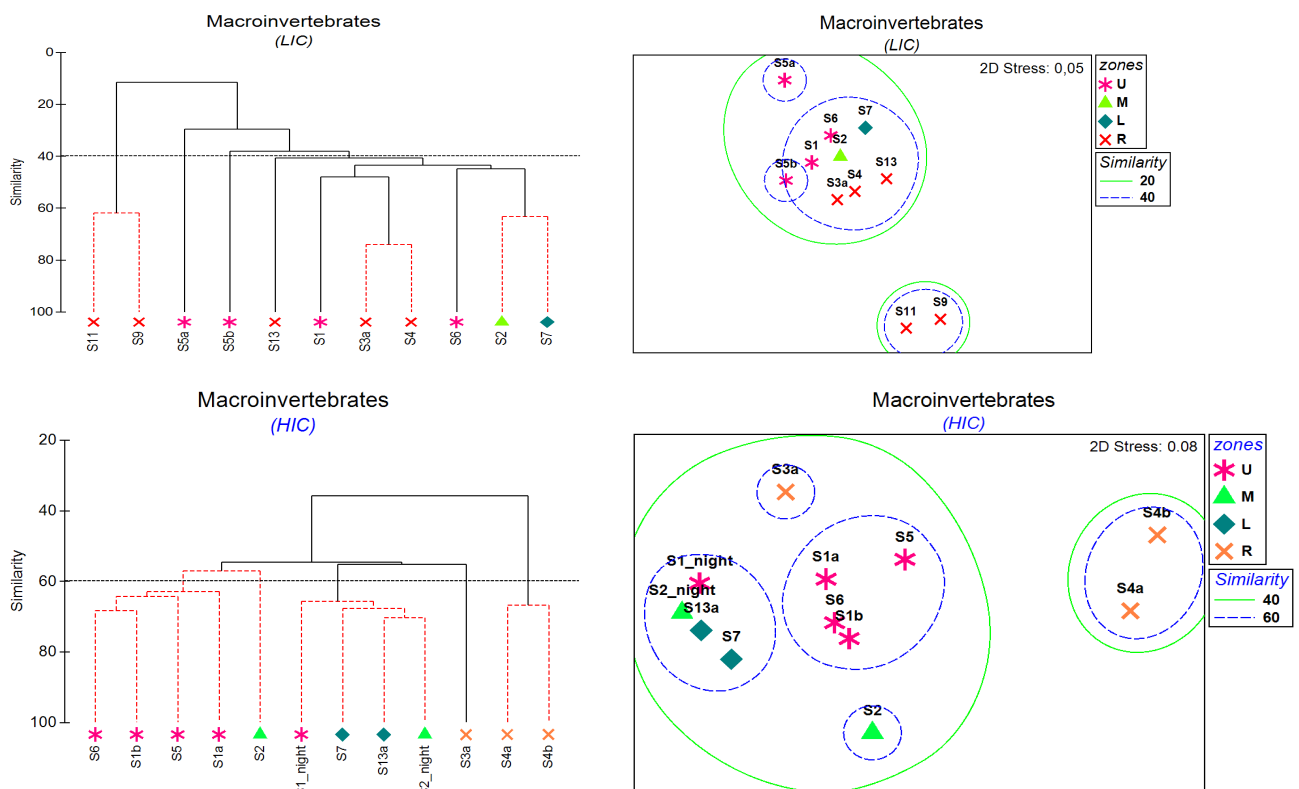 Macroinvertebrates
(LIC)
0
20
40
60
80
100
Similarity
S11
S9
S5a
S5b
S13
S1
S3a
S4
S6
S2
S7
Macroinvertebrates
(LIC)
2D Stress: 0,05
S5a
S6
S7
S1
S2
S5b
S13
S4
S3a
S9
S11
zones
U
M
L
R
Similarity
20
40
Macroinvertebrates
(HIC)
20
40
60
80
100
Similarity
S6
S1b
S5
S1a
S2
S1_night
S7
S13a
S2_night
S3a
S4a
S4b
Macroinvertebrates
(HIC)
2D Stress: 0.08
S3a
S4b
S5
S1a
S1_night
S2_night
S13a
S6
S1b
S7
S4a
S2
zones
U
M
L
R
Similarity
40
60